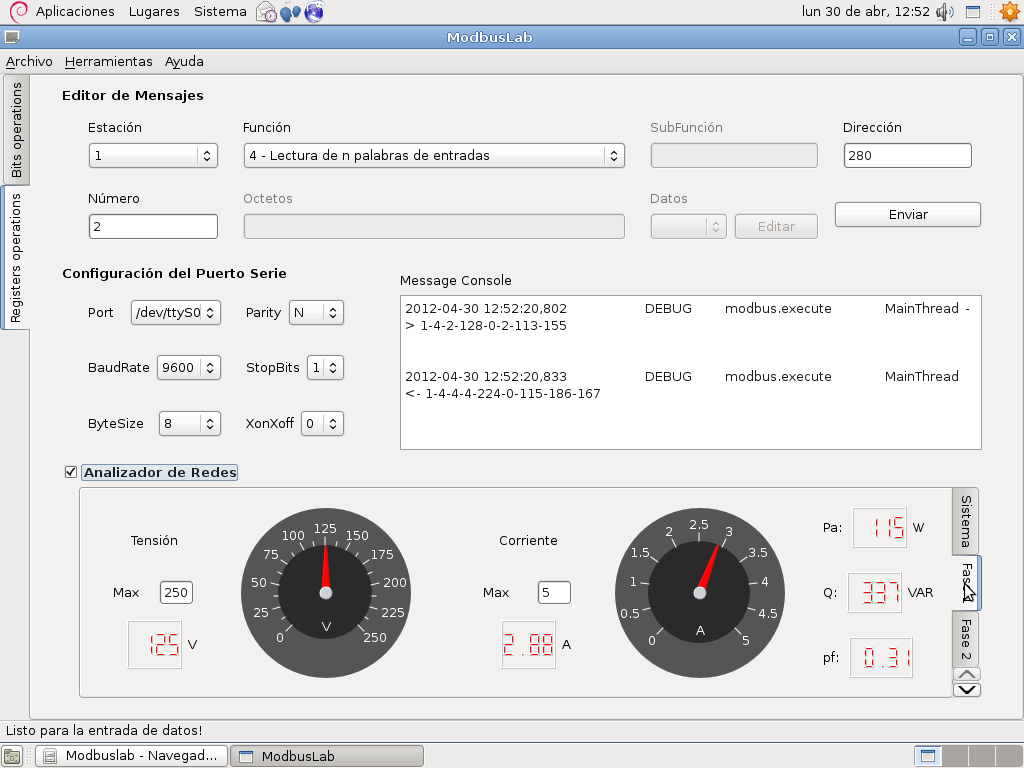 Aplicaciones Lugares Sistema lun 30 de abr, 12:52
ModbusLab
Archivo Herramientas Ayuda
Bits operations
Registers operations
Editor de Mensajes
Estación Función SubFunción Dirección
1 4 - Lectura de n palabras de entradas 280
Número Octetos Datos
2 Editar Enviar
Configuración del Puerto Serie
Port /dev/ttyS0 Parity N
BaudRate 9600 StopBits 1
ByteSize 8 XonXoff 0
Message Console
2012-04-30 12:52:20,802 DEBUG modbus.execute MainThread -
> 1-4-2-128-0-2-113-155
2012-04-30 12:52:20,833 DEBUG modbus.execute MainThread
<- 1-4-4-4-224-0-115-186-167
Analizador de Redes
Tensión
Max 250
125 V
0 25 50 75 100 125 150 175 200 225 250
V
Corriente
Max 5
2.88 A
0 0.5 1 1.5 2 2.5 3 3.5 4 4.5 5
A
Pa: 115 W
Q: 337 VAR
pf: 0.31
Sistema
Fase
Fase 2
Listo para la entrada de datos!
Modbuslab - Navegad... ModbusLab